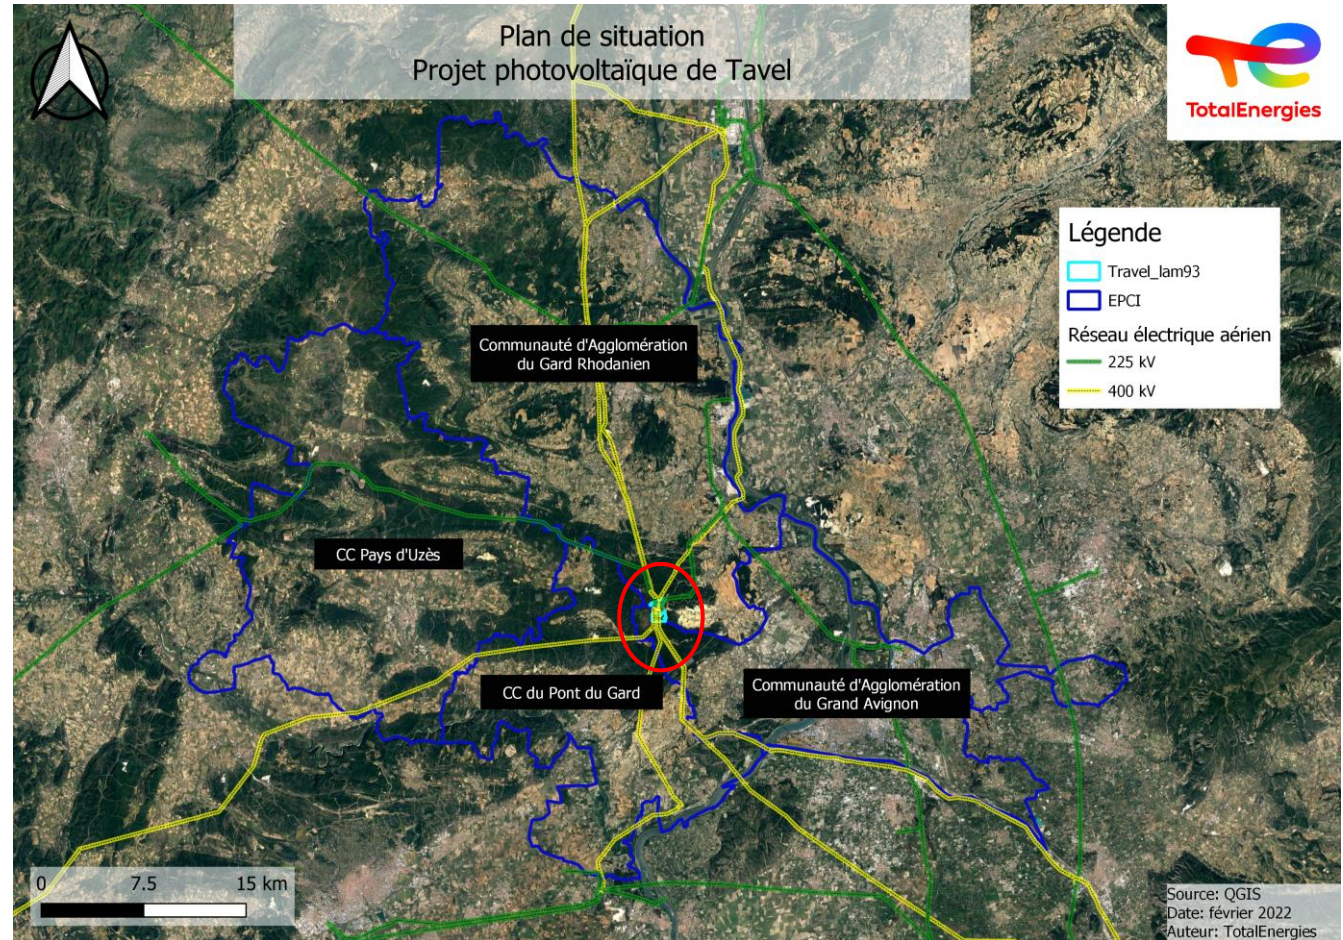 Plan de situation
Projet photovoltaïque de Tavel
TotalEnergies
Légende
Travel_lam93
EPCI
Réseau électrique aérien
225 kV
400 kV
Communauté d'Agglomération
du Gard Rhodanien
CC Pays d'Uzès
CC du Pont du Gard
Communauté d'Agglomération
du Grand Avignon
0 7.5 15 km
Source: QGIS
Date: février 2022
Auteur: TotalEnergies